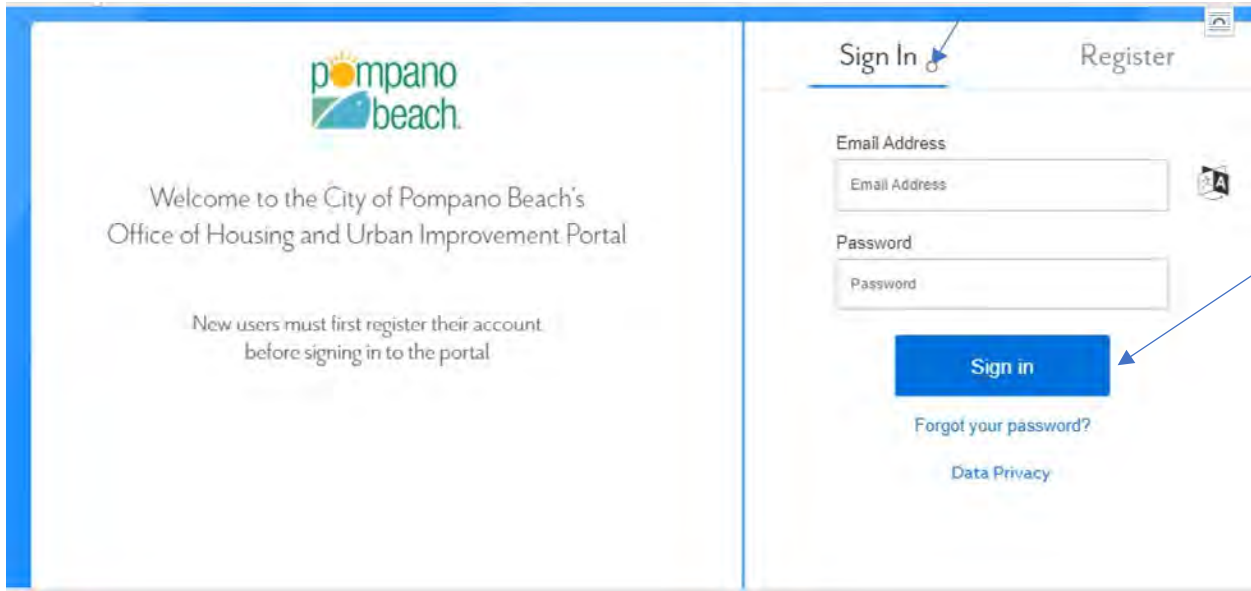 pompano
beach.
Welcome to the City of Pompano Beach's
Office of Housing and Urban Improvement Portal
New users must first register their account
before signing in to the portal
Sign In
Register
Email Address
Email Address
Password
Password
Sign in
Forgot your password?
Data Privacy